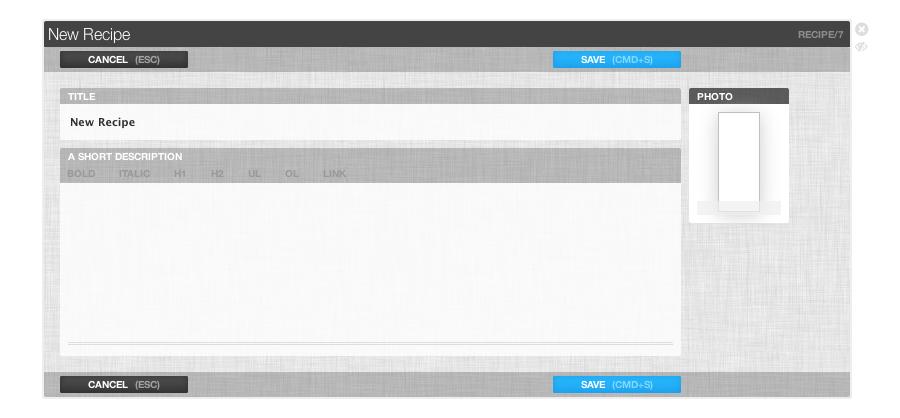 New Recipe RECIPE/7
CANCEL (ESC) SAVE (CMD+S)
TITLE
New Recipe
PHOTO
A SHORT DESCRIPTION
BOLD ITALIC H1 H2 UL OL LINK
CANCEL (ESC) SAVE (CMD+S)